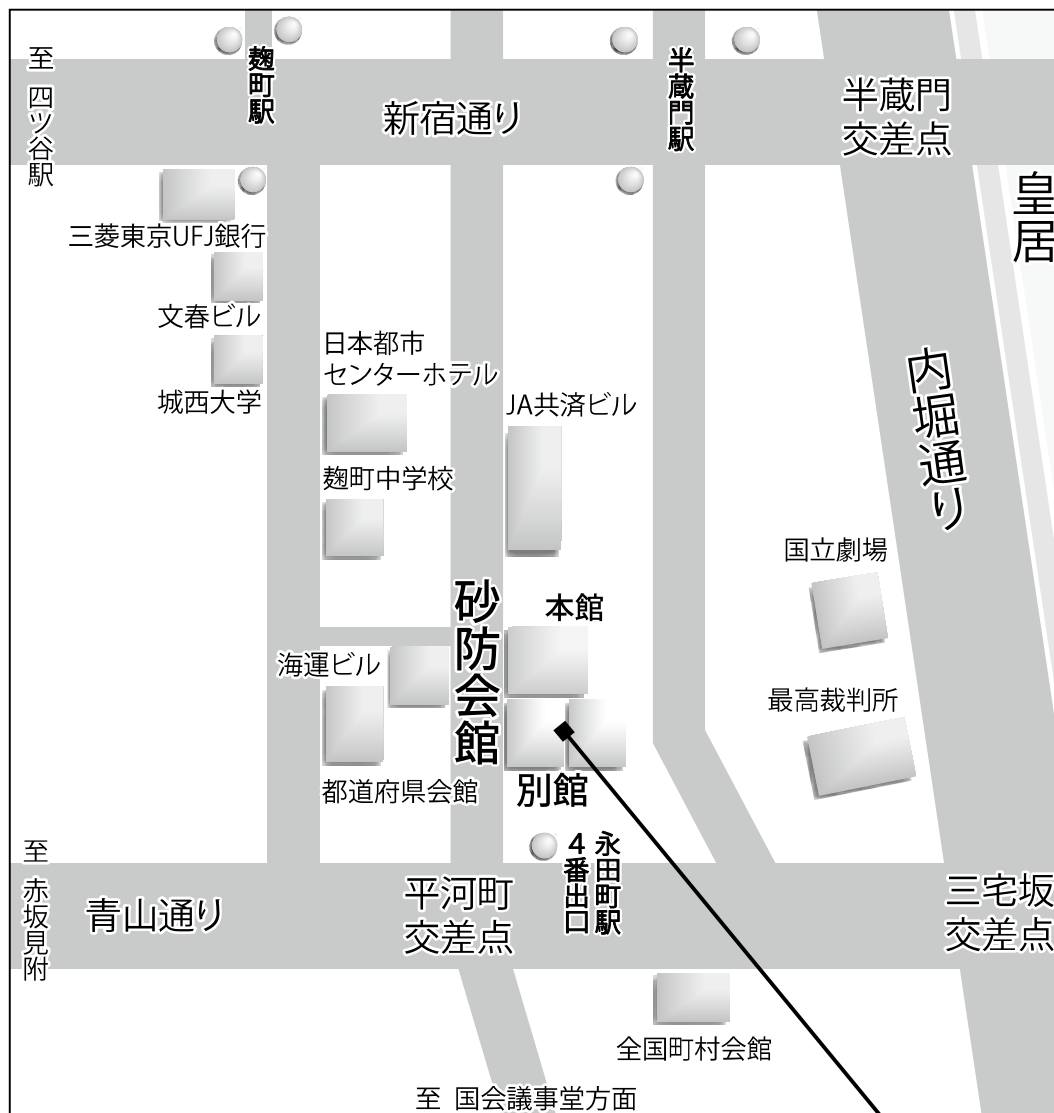 至 四ツ谷駅
麹町駅
新宿通り
半蔵門駅
半蔵門
交差点
皇居
三菱東京UFJ銀行
文春ビル
城西大学
日本都市
センターホテル
JA共済ビル
麹町中学校
内堀通り
国立劇場
砂防会館
本館
海運ビル
最高裁判所
都道府県会館
別館
永田町駅
4番出口
至 赤坂見附
青山通り
平河町
交差点
三宅坂
交差点
全国町村会館
至 国会議事堂方面